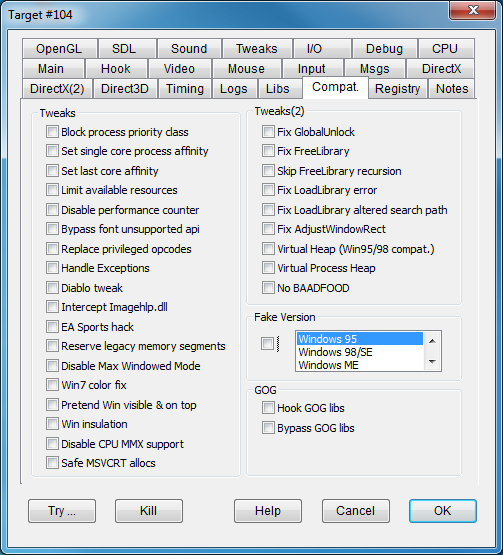 Target #104
OpenGL SDL Sound Tweaks I/O Debug CPU
Main Hook Video Mouse Input Msgs DirectX
DirectX(2) Direct3D Timing Logs Libs Compat. Registry Notes
Tweaks
Block process priority class
Set single core process affinity
Set last core affinity
Limit available resources
Disable performance counter
Bypass font unsupported api
Replace privileged opcodes
Handle Exceptions
Diablo tweak
Intercept Imagehlp.dll
EA Sports hack
Reserve legacy memory segments
Disable Max Windowed Mode
Win7 color fix
Pretend Win visible & on top
Win insulation
Disable CPU MMX support
Safe MSVCRT allocs
Tweaks(2)
Fix GlobalUnlock
Fix FreeLibrary
Skip FreeLibrary recursion
Fix LoadLibrary error
Fix LoadLibrary altered search path
Fix AdjustWindowRect
Virtual Heap (Win95/98 compat.)
Virtual Process Heap
No BAADFOOD
Fake Version
Windows 95
Windows 98/SE
Windows ME
GOG
Hook GOG libs
Bypass GOG libs
Try ... Kill Help Cancel OK